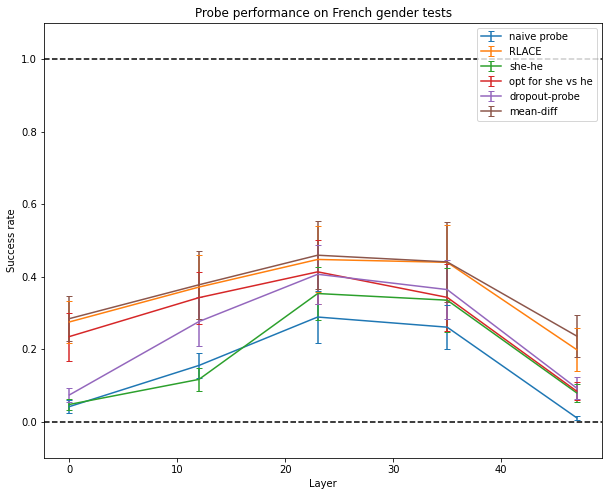 Probe performance on French gender tests
naive probe
RLACE
she-he
opt for she vs he
dropout-probe
mean-diff
1.0
0.8
0.6
0.4
0.2
0.0
Success rate
0
10
20
30
40
Layer